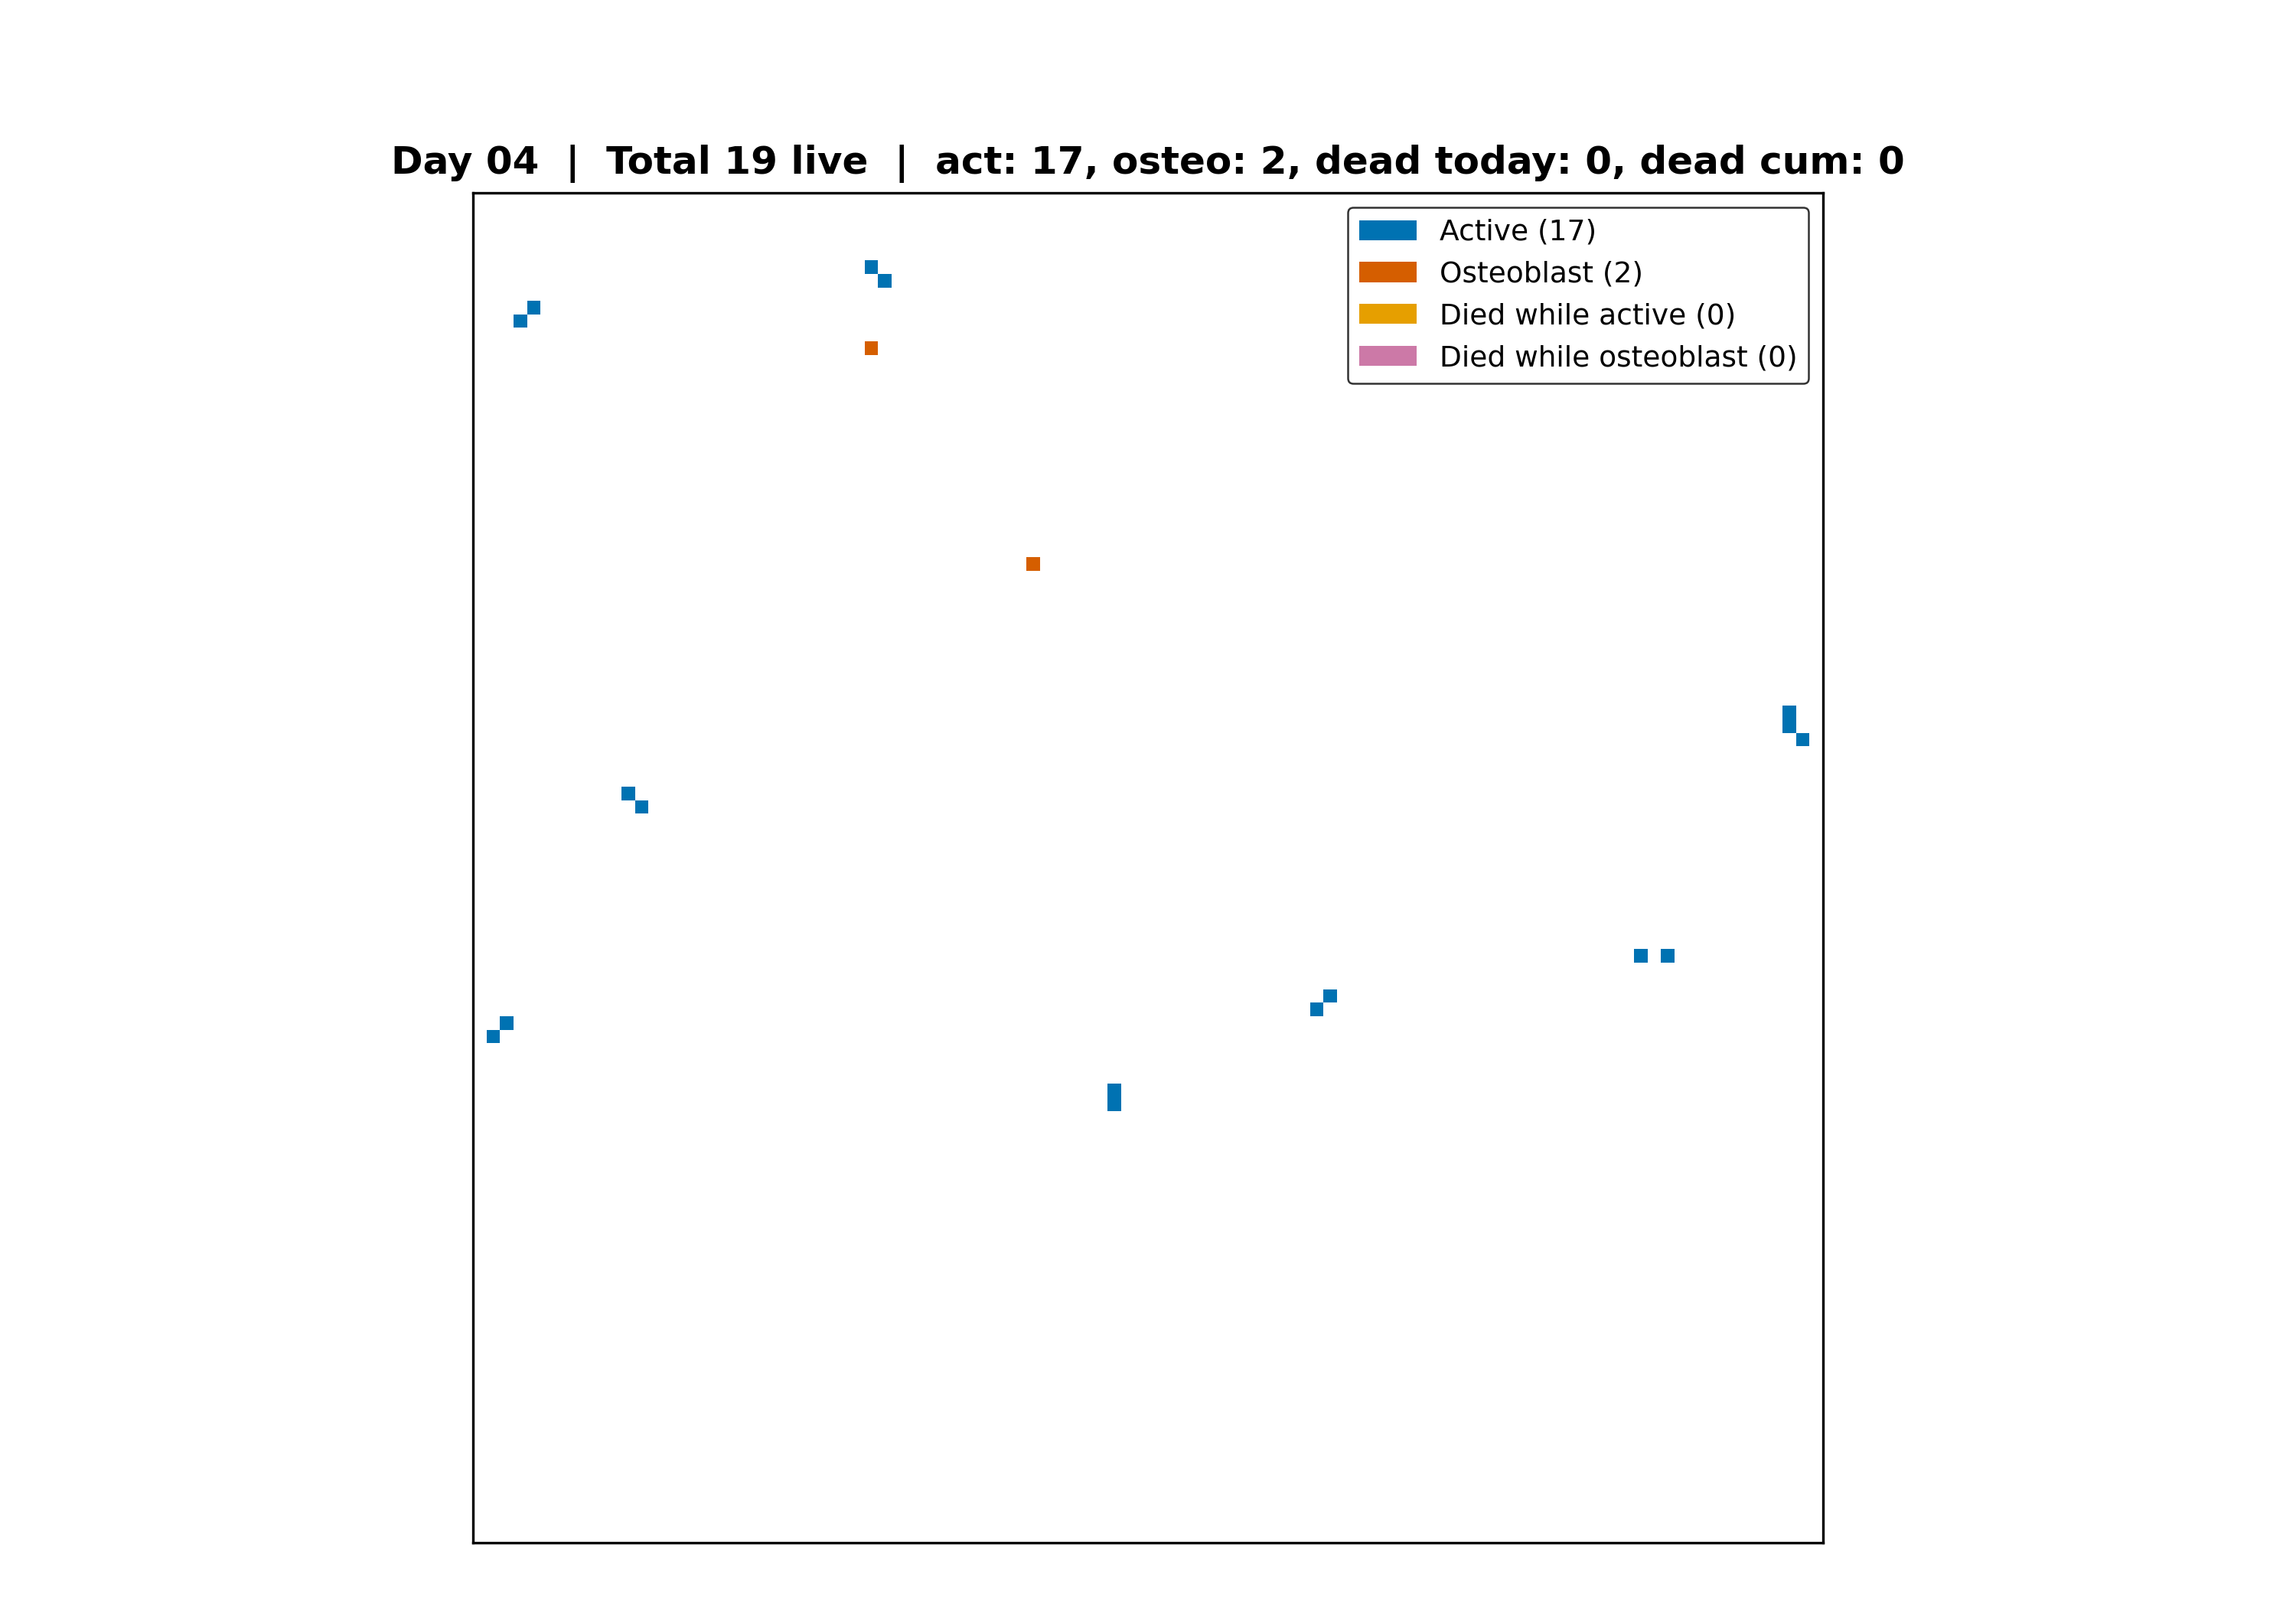 Day 04 | Total 19 live | act: 17, osteo: 2, dead today: 0, dead cum: 0
Active (17)
Osteoblast (2)
Died while active (0)
Died while osteoblast (0)